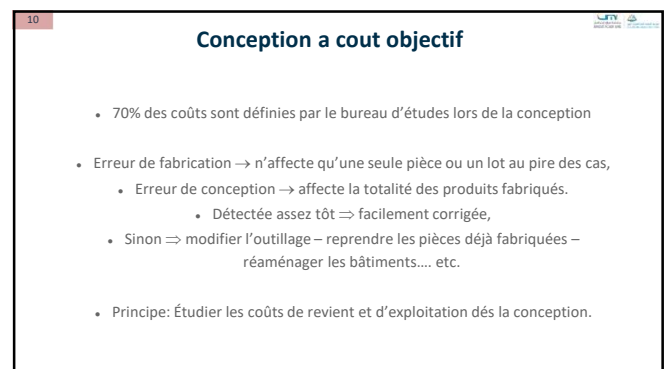 10
Conception a cout objectif
• 70% des coûts sont définies par le bureau d’études lors de la conception
• Erreur de fabrication → n’affecte qu’une seule pièce ou un lot au pire des cas,
• Erreur de conception → affecte la totalité des produits fabriqués.
• Détectée assez tôt ⇒ facilement corrigée,
• Sinon ⇒ modifier l’outillage – reprendre les pièces déjà fabriquées –
réaménager les bâtiments…. etc.
• Principe: Étudier les coûts de revient et d’exploitation dés la conception.